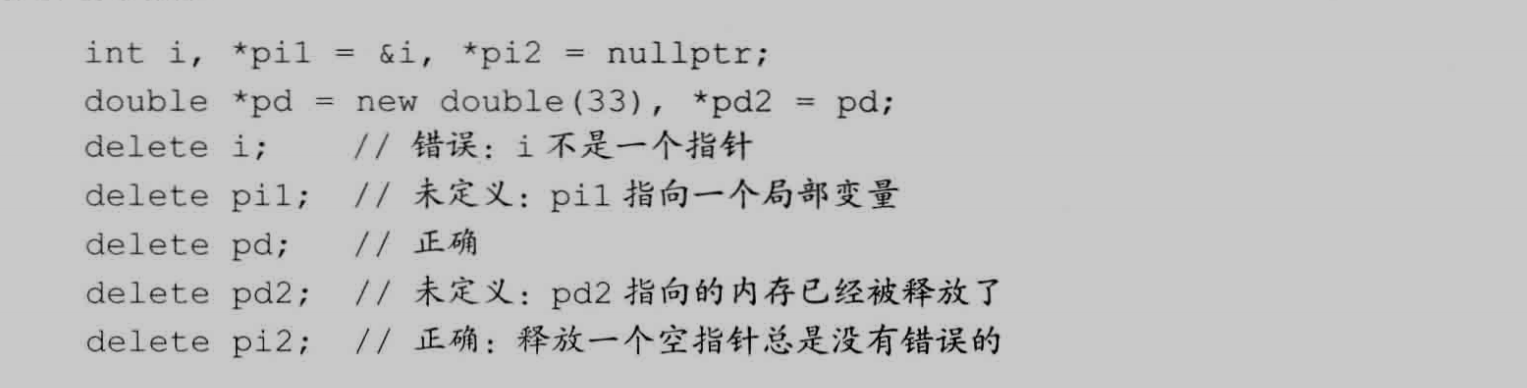 int i, *pi1 = &i, *pi2 = nullptr;
double *pd = new double(33), *pd2 = pd;
delete i; // 错误：i 不是一个指针
delete pi1; // 未定义：pi1 指向一个局部变量
delete pd; // 正确
delete pd2; // 未定义：pd2 指向的内存已经被释放了
delete pi2; // 正确：释放一个空指针总是没有错误的